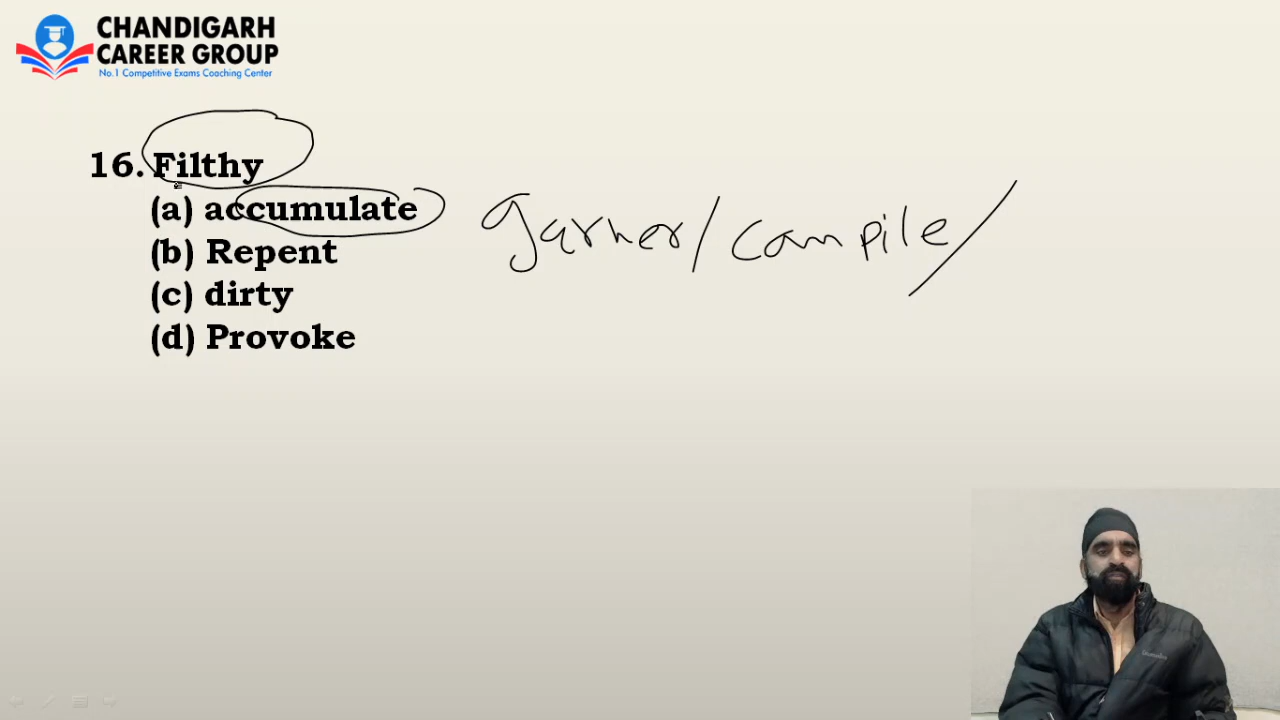 CHANDIGARH
CAREER GROUP
No.1 Competitive Exams Coaching Center
16. Filthy
(a) accumulate
garner/compile/
(b) Repent
(c) dirty
(d) Provoke